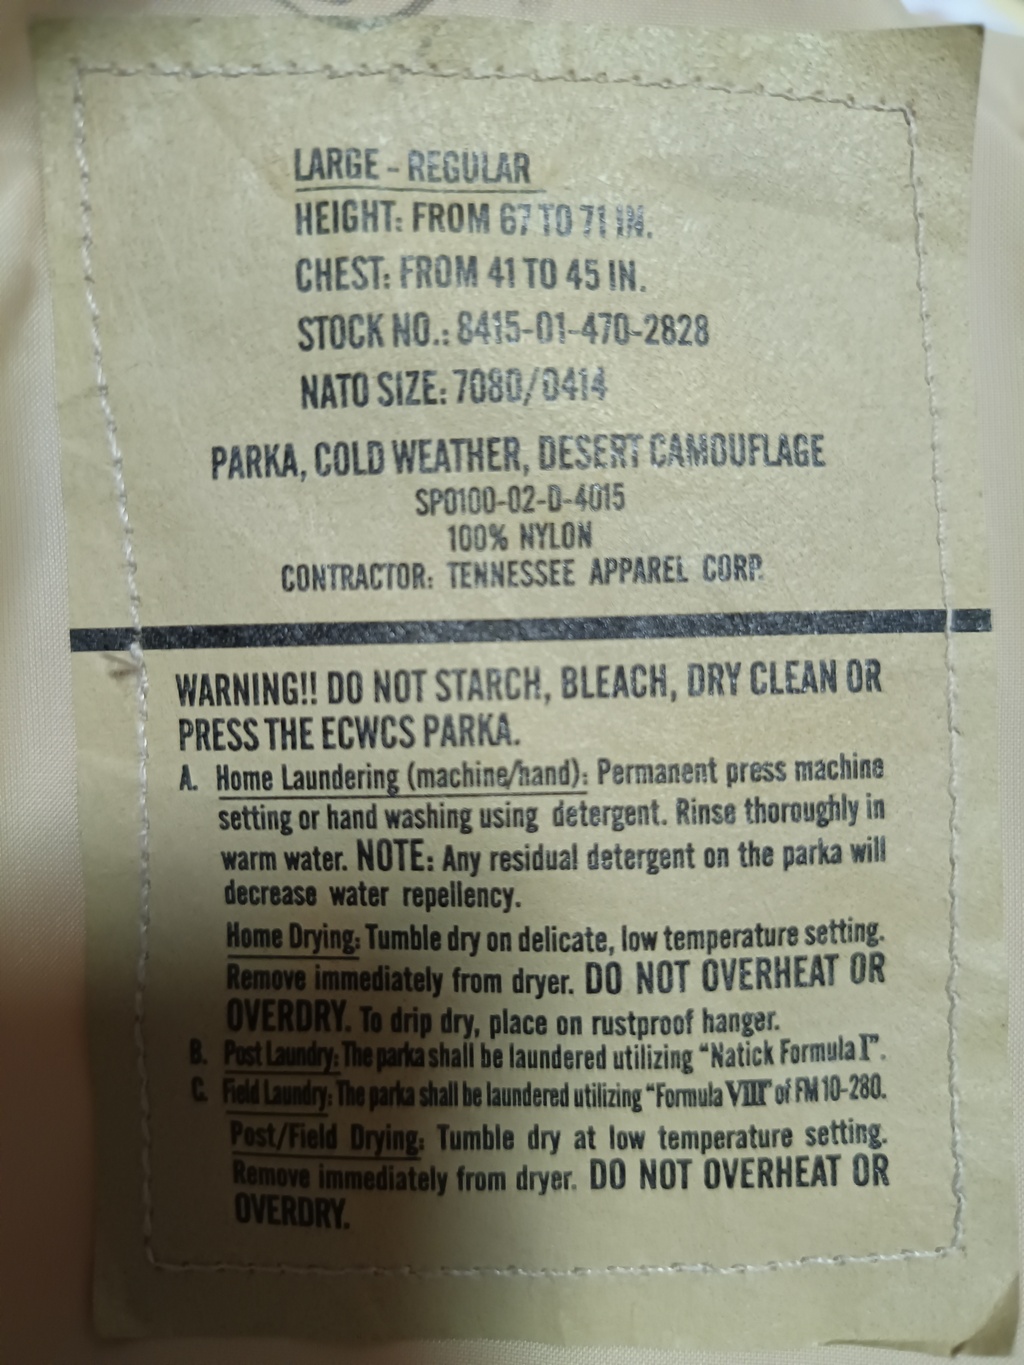 LARGE - REGULAR
HEIGHT: FROM 67 TO 71 IN.
CHEST: FROM 41 TO 45 IN.
STOCK NO.: 8415-01-470-2828
NATO SIZE: 7080/0414
PARKA, COLD WEATHER, DESERT CAMOUFLAGE
SP0100-02-D-4015
100% NYLON
CONTRACTOR: TENNESSEE APPAREL CORP.
WARNING!! DO NOT STARCH, BLEACH, DRY CLEAN OR
PRESS THE ECWCS PARKA.
A. Home Laundering (machine/hand): Permanent press machine
setting or hand washing using detergent. Rinse thoroughly in
warm water. NOTE: Any residual detergent on the parka will
decrease water repellency.
Home Drying: Tumble dry on delicate, low temperature setting.
Remove immediately from dryer. DO NOT OVERHEAT OR
OVERDRY. To drip dry, place on rustproof hanger.
B. Post Laundry: The parka shall be laundered utilizing "Natick Formula I".
C. Field Laundry: The parka shall be laundered utilizing "Formula VIII" of FM 10-280.
Post/Field Drying: Tumble dry at low temperature setting.
Remove immediately from dryer. DO NOT OVERHEAT OR
OVERDRY.